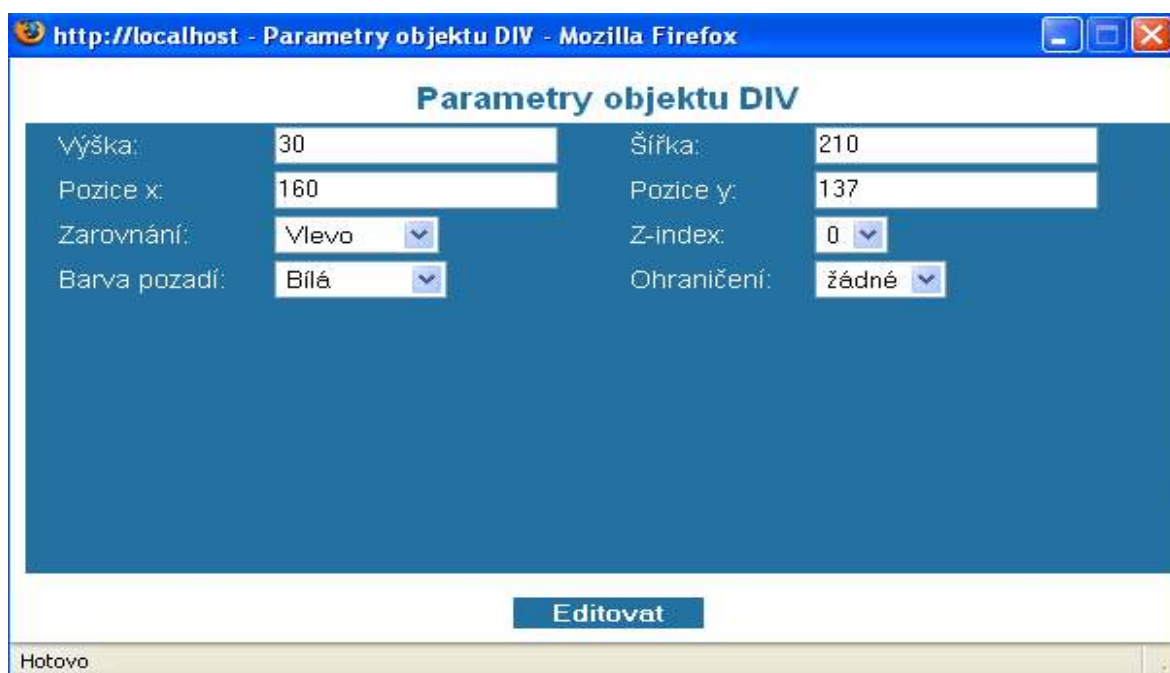 http://localhost - Parametry objektu DIV - Mozilla Firefox
Parametry objektu DIV
Výška: 30 Šířka: 210
Pozice x: 160 Pozice y: 137
Zarovnání: Vlevo Z-index: 0
Barva pozadí: Bílá Ohraničení: žádné
Editovat
Hotovo